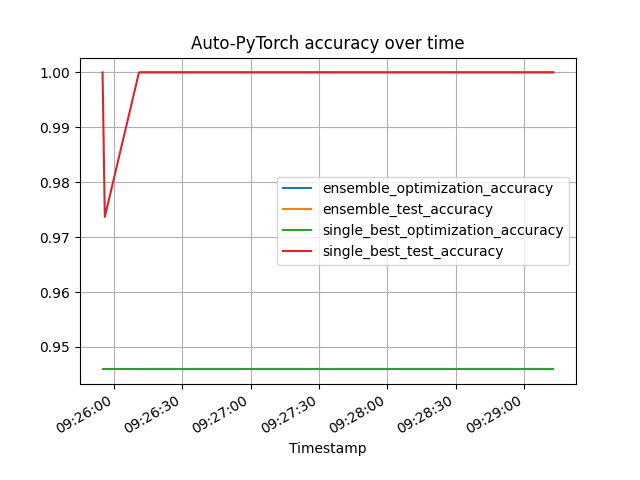 Auto-PyTorch accuracy over time
1.00
0.99
0.98
0.97
0.96
0.95
ensemble_optimization_accuracy
ensemble_test_accuracy
single_best_optimization_accuracy
single_best_test_accuracy
09:26:00
09:26:30
09:27:00
09:27:30
09:28:00
09:28:30
09:29:00
Timestamp